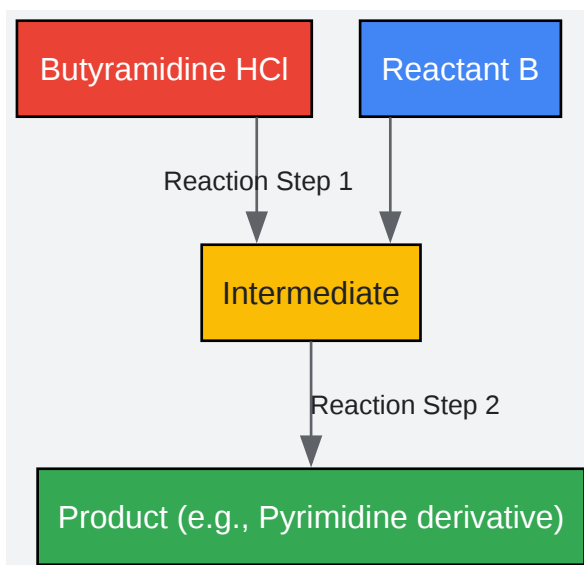 Butyramidine HCl
Reactant B
Reaction Step 1
Intermediate
Reaction Step 2
Product (e.g., Pyrimidine derivative)